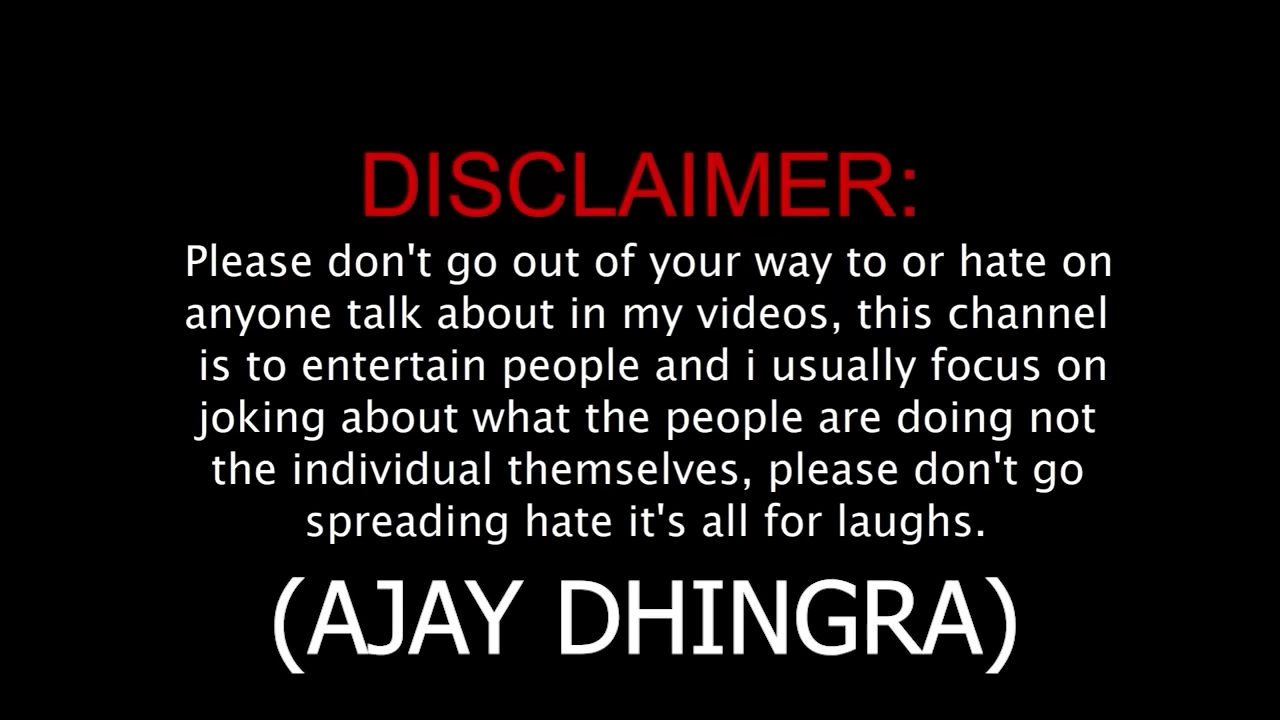 DISCLAIMER:
Please don't go out of your way to or hate on
anyone talk about in my videos, this channel
is to entertain people and i usually focus on
joking about what the people are doing not
the individual themselves, please don't go
spreading hate it's all for laughs.
(AJAY DHINGRA)